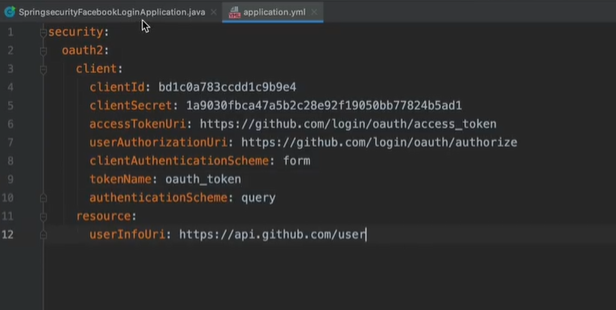 SpringsecurityFacebookLoginApplication.java
application.yml
1 security:
2 oauth2:
3 client:
4 clientId: bd1c0a783ccdd1c9b9e4
5 clientSecret: 1a9030fbca47a5b2c28e92f19050bb77824b5ad1
6 accessTokenUri: https://github.com/login/oauth/access_token
7 userAuthorizationUri: https://github.com/login/oauth/authorize
8 clientAuthenticationScheme: form
9 tokenName: oauth_token
10 authenticationScheme: query
11 resource:
12 userInfoUri: https://api.github.com/user